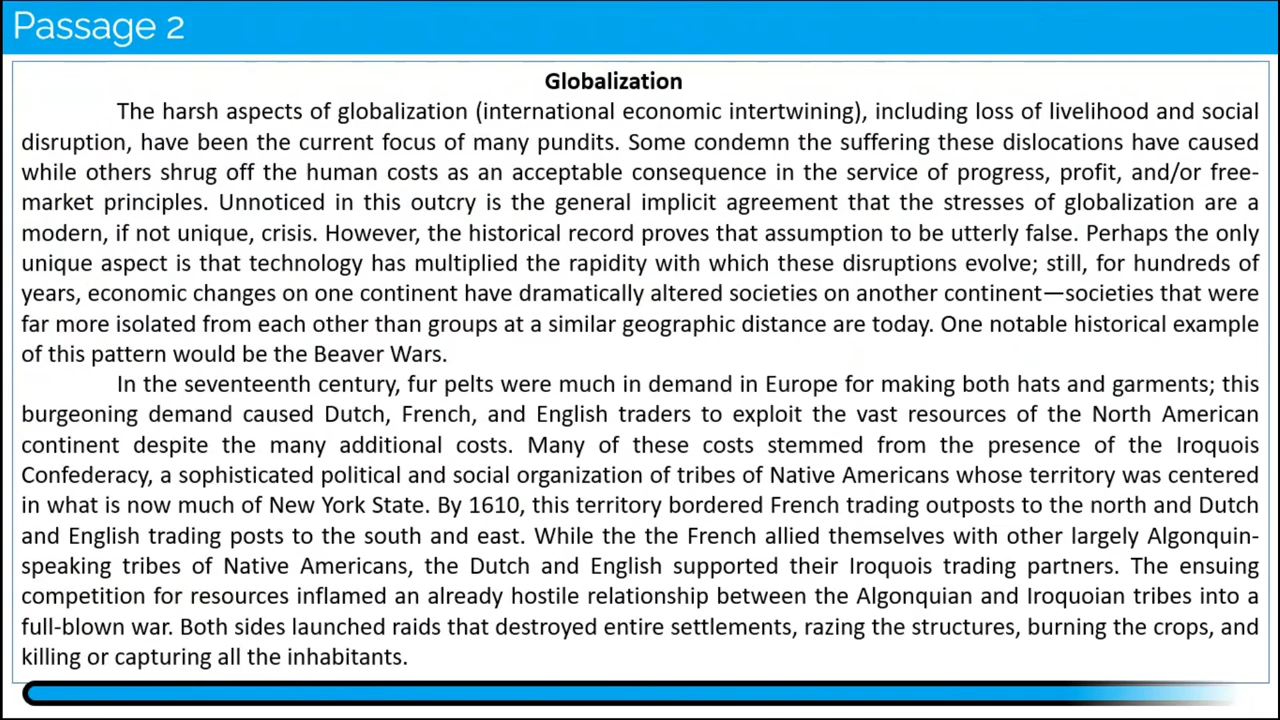 Passage 2
Globalization
The harsh aspects of globalization (international economic intertwining), including loss of livelihood and social
disruption, have been the current focus of many pundits. Some condemn the suffering these dislocations have caused
while others shrug off the human costs as an acceptable consequence in the service of progress, profit, and/or free-
market principles. Unnoticed in this outcry is the general implicit agreement that the stresses of globalization are a
modern, if not unique, crisis. However, the historical record proves that assumption to be utterly false. Perhaps the only
unique aspect is that technology has multiplied the rapidity with which these disruptions evolve; still, for hundreds of
years, economic changes on one continent have dramatically altered societies on another continent—societies that were
far more isolated from each other than groups at a similar geographic distance are today. One notable historical example
of this pattern would be the Beaver Wars.
In the seventeenth century, fur pelts were much in demand in Europe for making both hats and garments; this
burgeoning demand caused Dutch, French, and English traders to exploit the vast resources of the North American
continent despite the many additional costs. Many of these costs stemmed from the presence of the Iroquois
Confederacy, a sophisticated political and social organization of tribes of Native Americans whose territory was centered
in what is now much of New York State. By 1610, this territory bordered French trading outposts to the north and Dutch
and English trading posts to the south and east. While the the French allied themselves with other largely Algonquin-
speaking tribes of Native Americans, the Dutch and English supported their Iroquois trading partners. The ensuing
competition for resources inflamed an already hostile relationship between the Algonquian and Iroquoian tribes into a
full-blown war. Both sides launched raids that destroyed entire settlements, razing the structures, burning the crops, and
killing or capturing all the inhabitants.